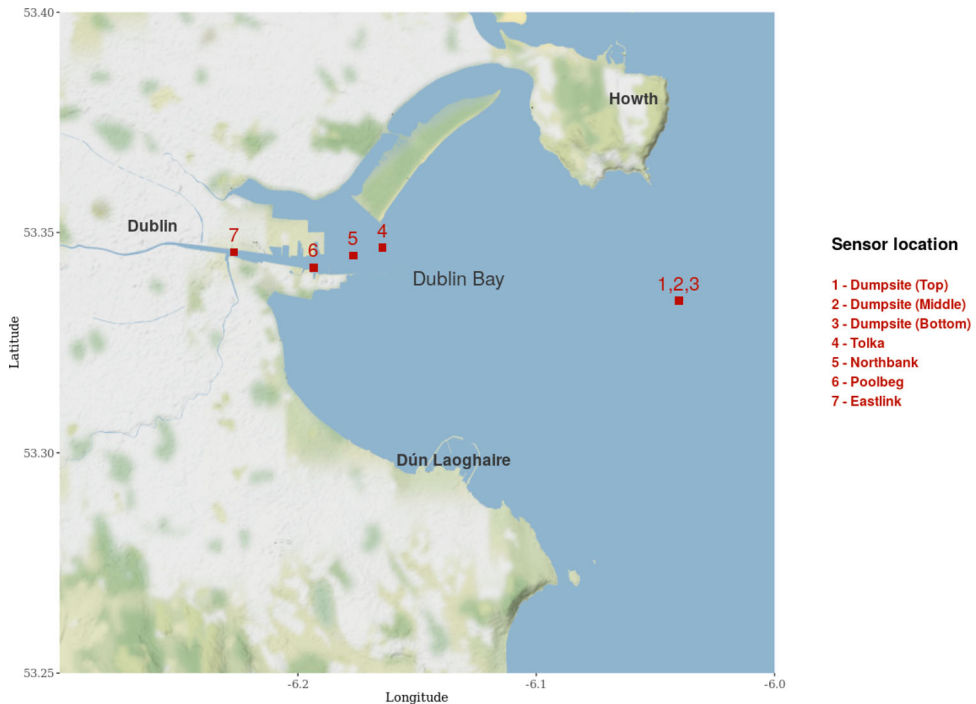 53.40
53.35
53.30
53.25
Latitude
-6.2
-6.1
-6.0
Longitude
Howth
Dublin
7
6
5
4
Dublin Bay
1,2,3
Dún Laoghaire
Sensor location
1 - Dumpsite (Top)
2 - Dumpsite (Middle)
3 - Dumpsite (Bottom)
4 - Tolka
5 - Northbank
6 - Poolbeg
7 - Eastlink